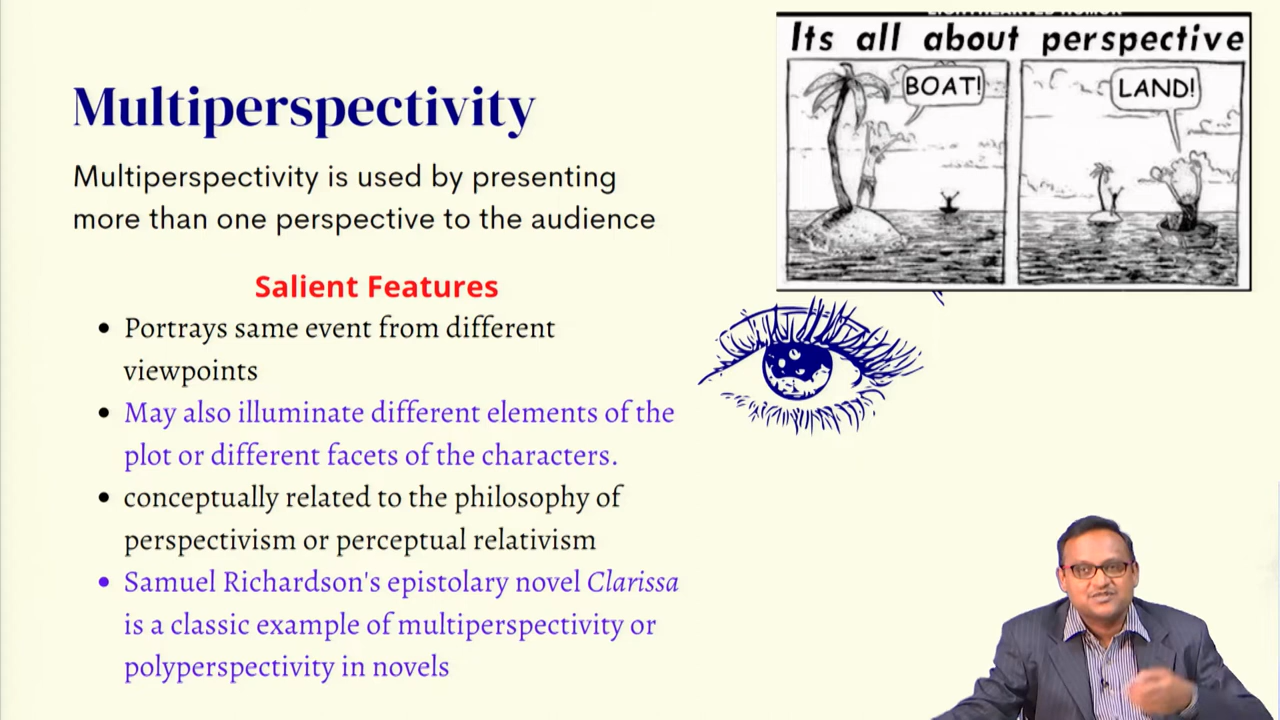 Its all about perspective
BOAT!
LAND!
Multiperspectivity
Multiperspectivity is used by presenting
more than one perspective to the audience
Salient Features
• Portrays same event from different
viewpoints
• May also illuminate different elements of the
plot or different facets of the characters.
• conceptually related to the philosophy of
perspectivism or perceptual relativism
• Samuel Richardson's epistolary novel Clarissa
is a classic example of multiperspectivity or
polyperspectivity in novels